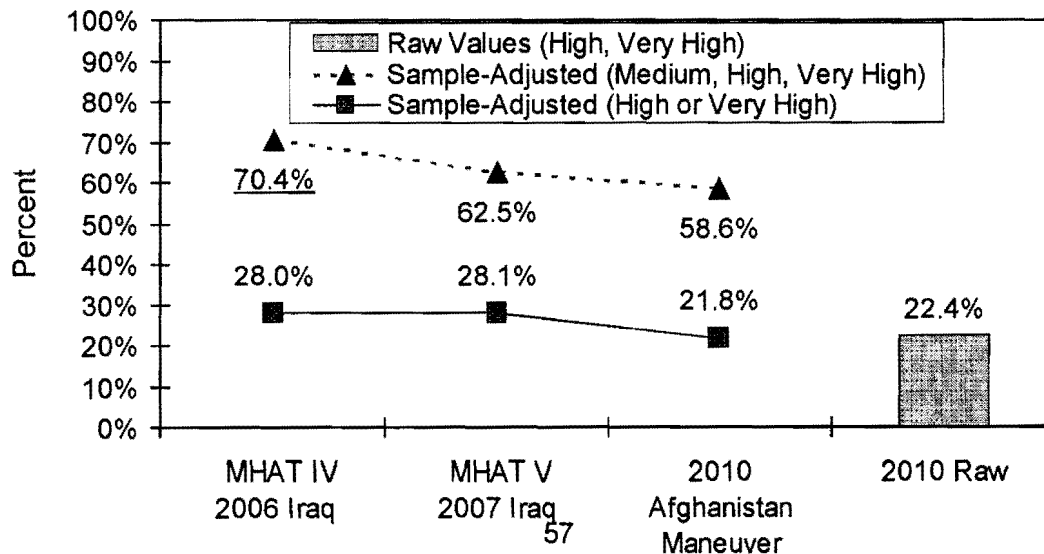 100%
90%
80%
70%
60%
50%
40%
30%
20%
10%
0%
Percent
Raw Values (High, Very High)
Sample-Adjusted (Medium, High, Very High)
Sample-Adjusted (High or Very High)
70.4%
62.5%
58.6%
28.0%
28.1%
21.8%
22.4%
MHAT IV
2006 Iraq
MHAT V
2007 Iraq
2010
Afghanistan
Maneuver
2010 Raw
57